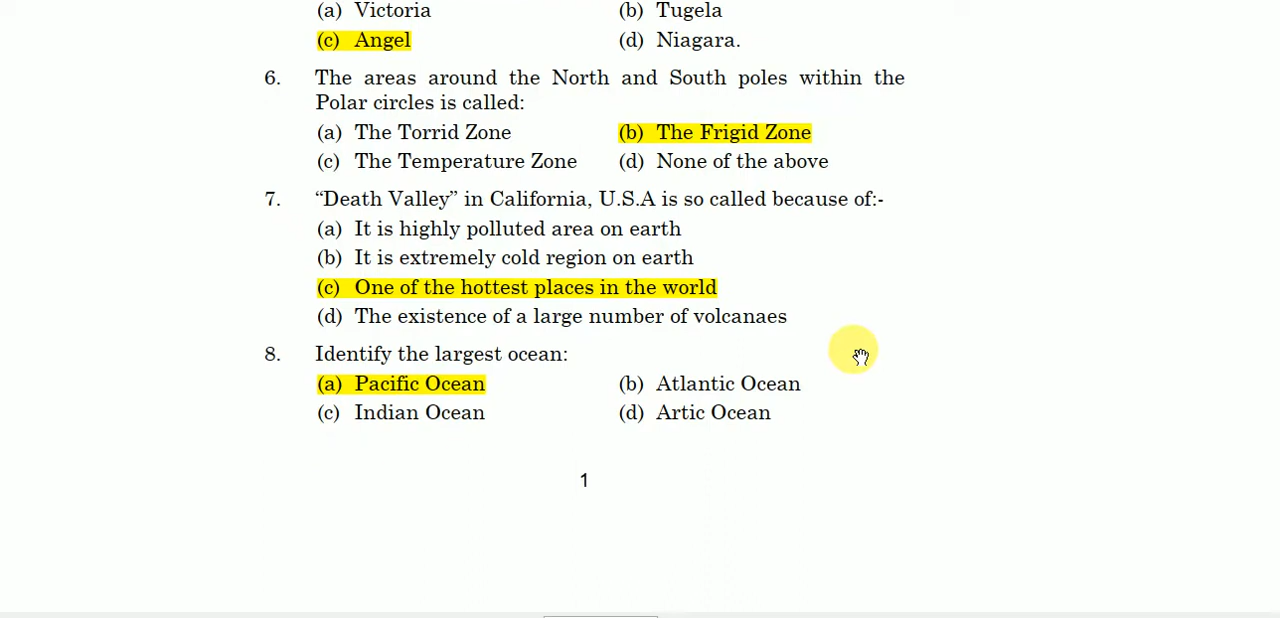 (a) Victoria (b) Tugela
(c) Angel (d) Niagara.
6. The areas around the North and South poles within the
Polar circles is called:
(a) The Torrid Zone (b) The Frigid Zone
(c) The Temperature Zone (d) None of the above
7. “Death Valley” in California, U.S.A is so called because of:-
(a) It is highly polluted area on earth
(b) It is extremely cold region on earth
(c) One of the hottest places in the world
(d) The existence of a large number of volcanaes
8. Identify the largest ocean:
(a) Pacific Ocean (b) Atlantic Ocean
(c) Indian Ocean (d) Artic Ocean
1